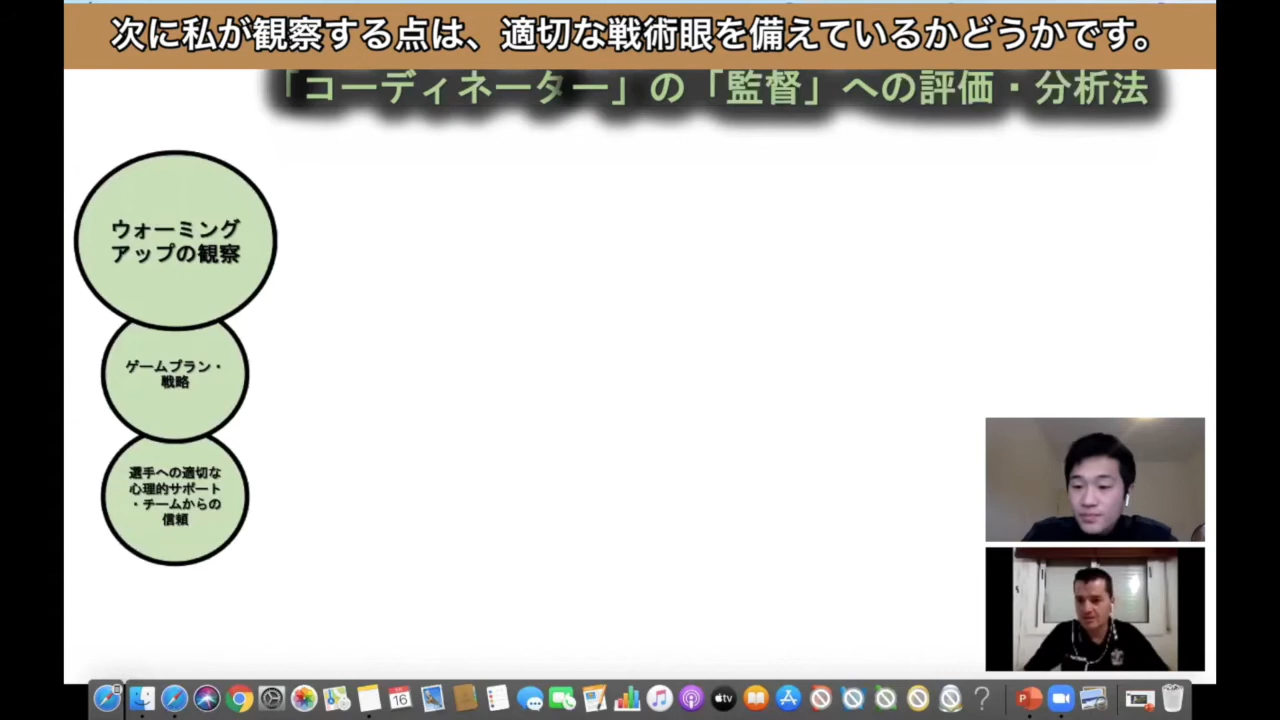 次に私が観察する点は、適切な戦術眼を備えているかどうかです。
「コーディネーター」の「監督」への評価・分析法
ウォーミング
アップの観察
ゲームプラン・
戦略
選手への適切な
心理的サポート
・チームからの
信頼
16
tv